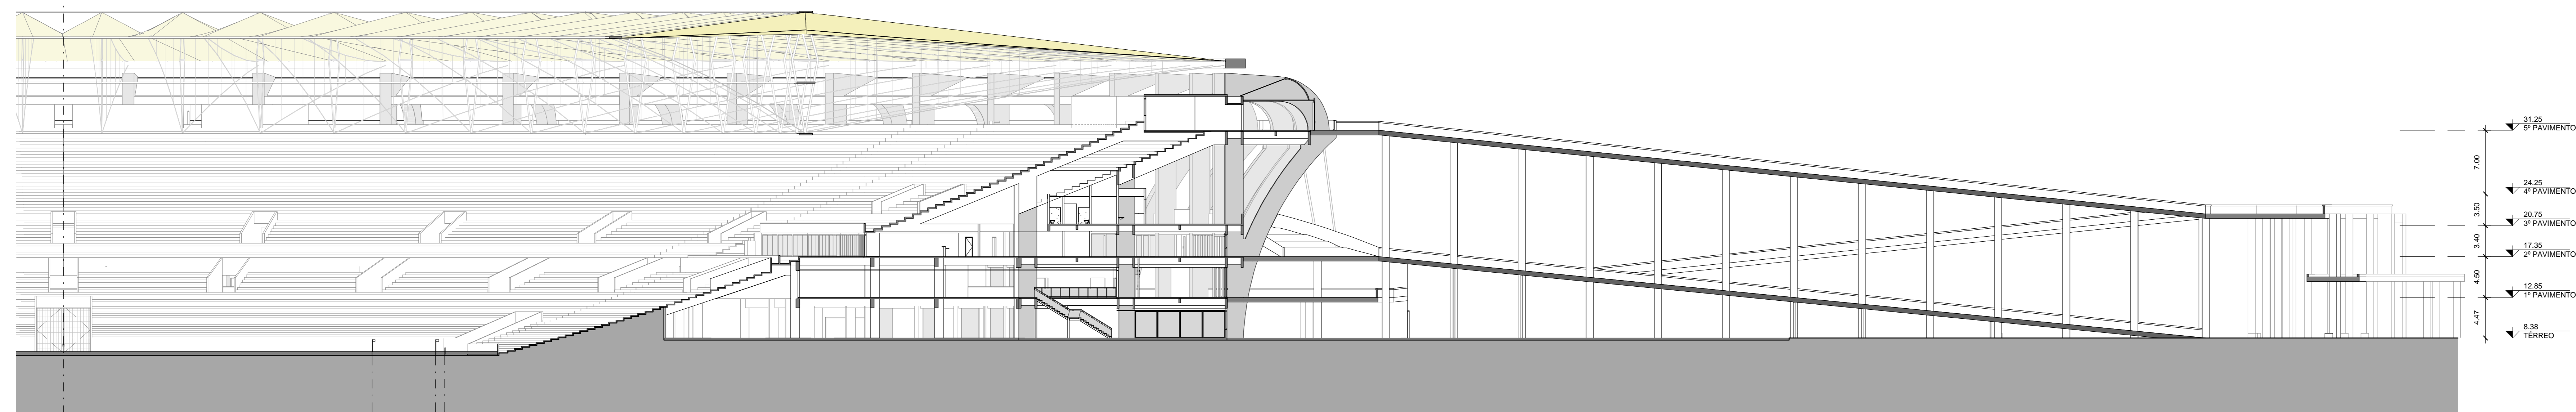 31.25
5º PAVIMENTO
7.00
24.25
4º PAVIMENTO
3.50
20.75
3º PAVIMENTO
3.40
17.35
2º PAVIMENTO
4.50
12.85
1º PAVIMENTO
4.47
8.38
TÉRREO